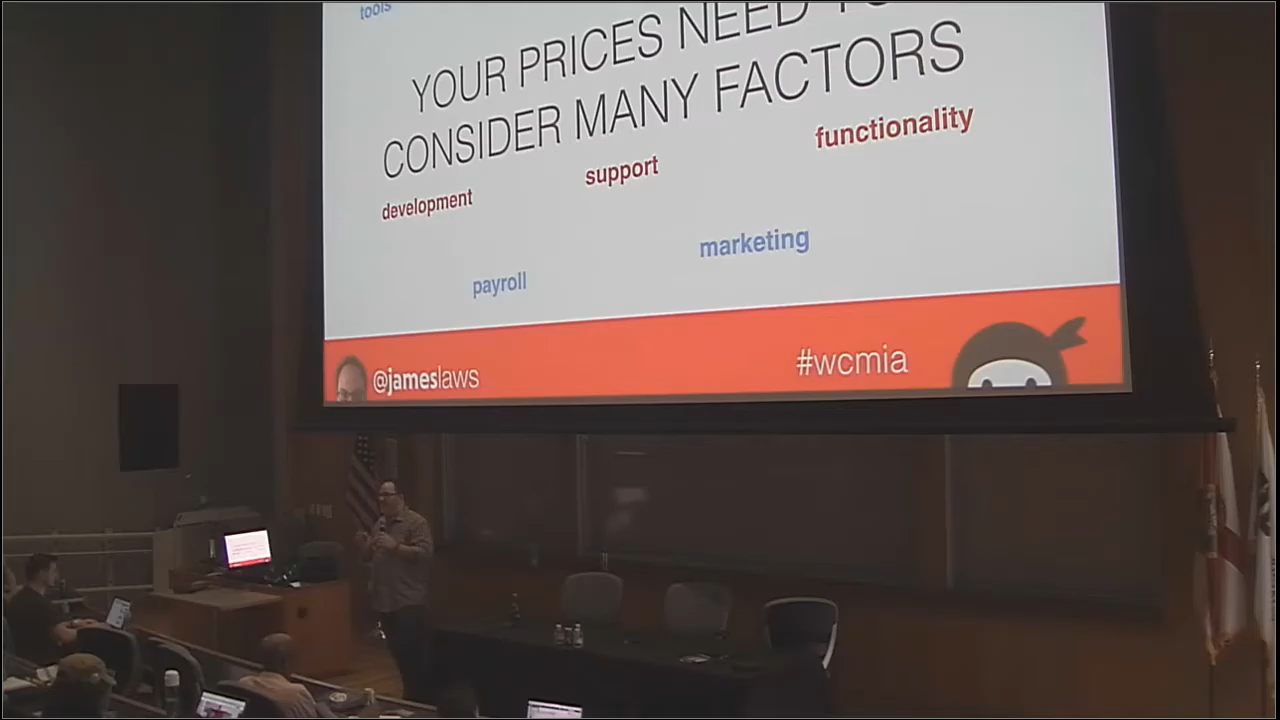 tools
YOUR PRICES NEED
CONSIDER MANY FACTORS
functionality
support
development
marketing
payroll
@jameslaws
#wcmia